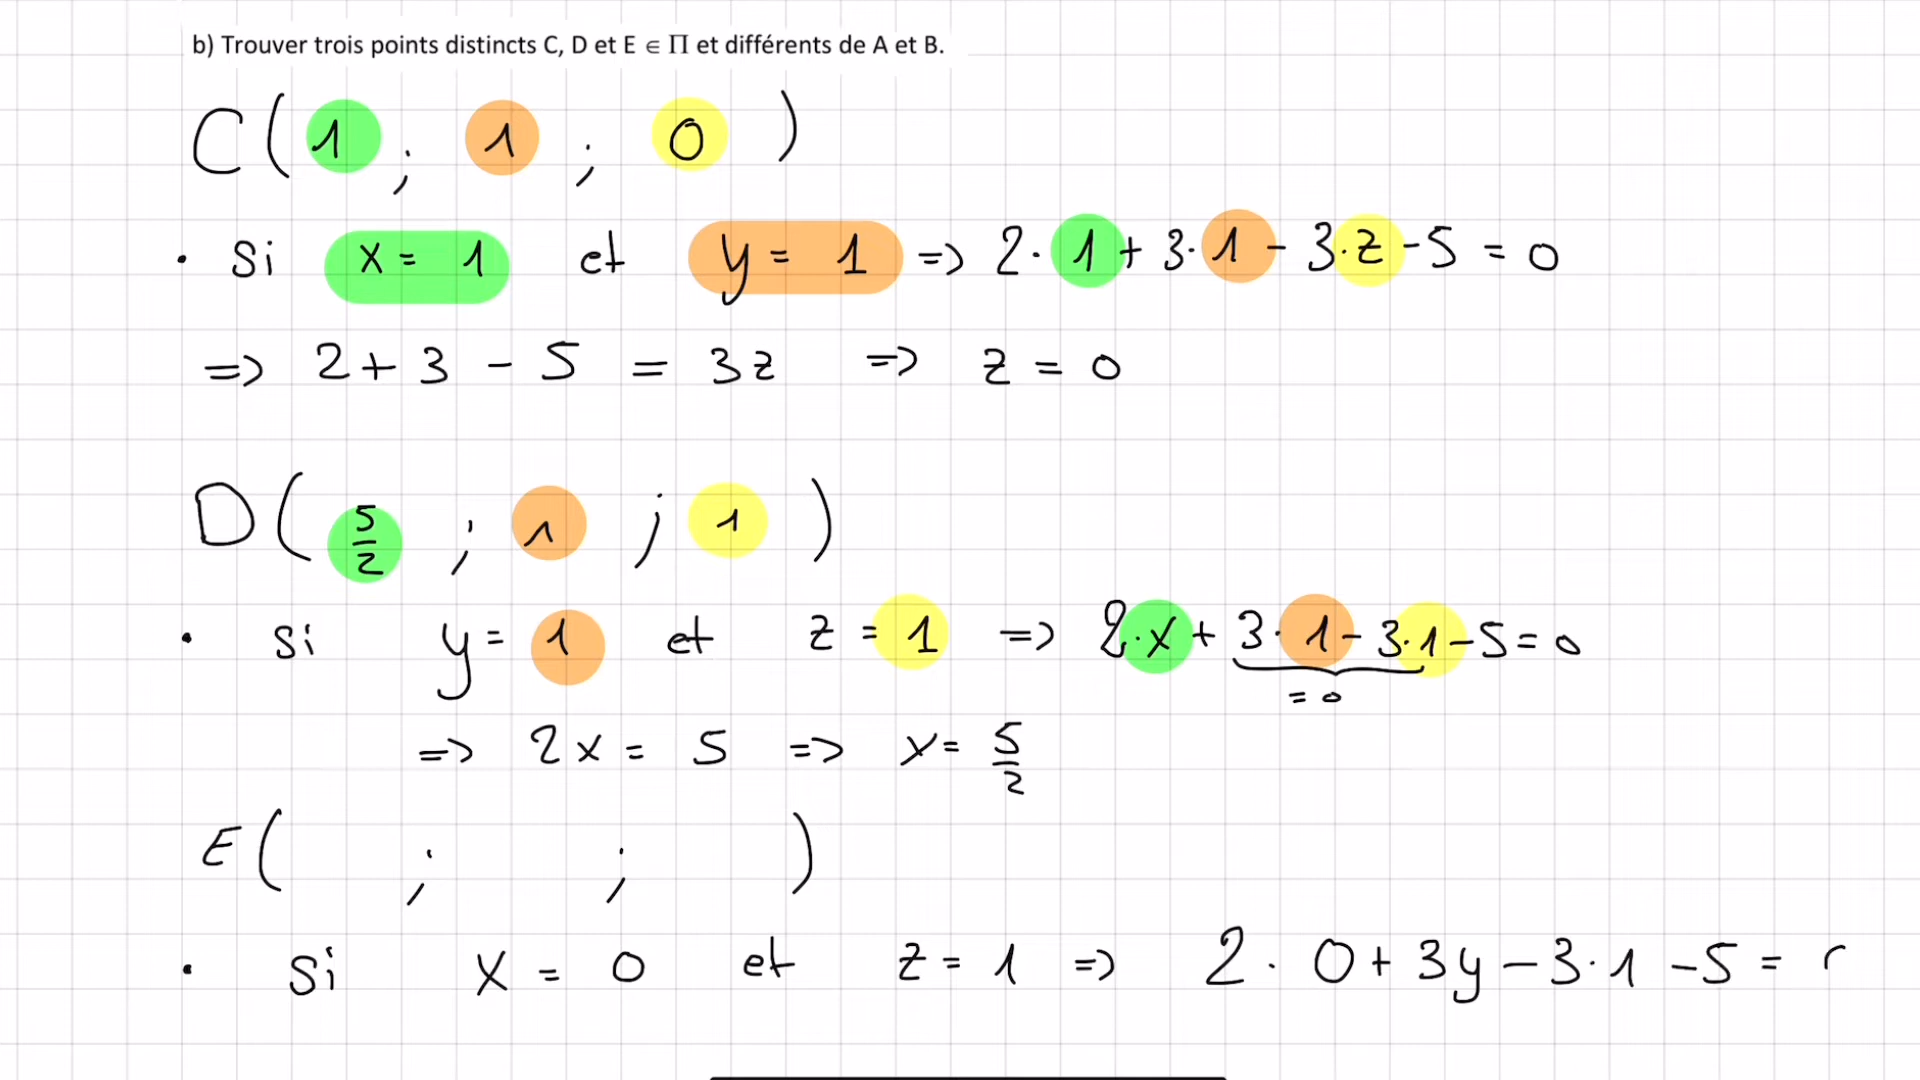 b) Trouver trois points distincts C, D et E ∈ Π et différents de A et B.
C( 1 ; 1 ; 0 )
• Si x = 1 et y = 1 => 2·1 + 3·1 - 3·z - 5 = 0
=> 2 + 3 - 5 = 3z => z = 0
D( 5/2 ; 1 ; 1 )
• si y = 1 et z = 1 => 2·x + 3·1 - 3·1 - 5 = 0
= 0
=> 2x = 5 => x = 5/2
E( ; ; )
• Si x = 0 et z = 1 => 2·0 + 3y - 3·1 - 5 =